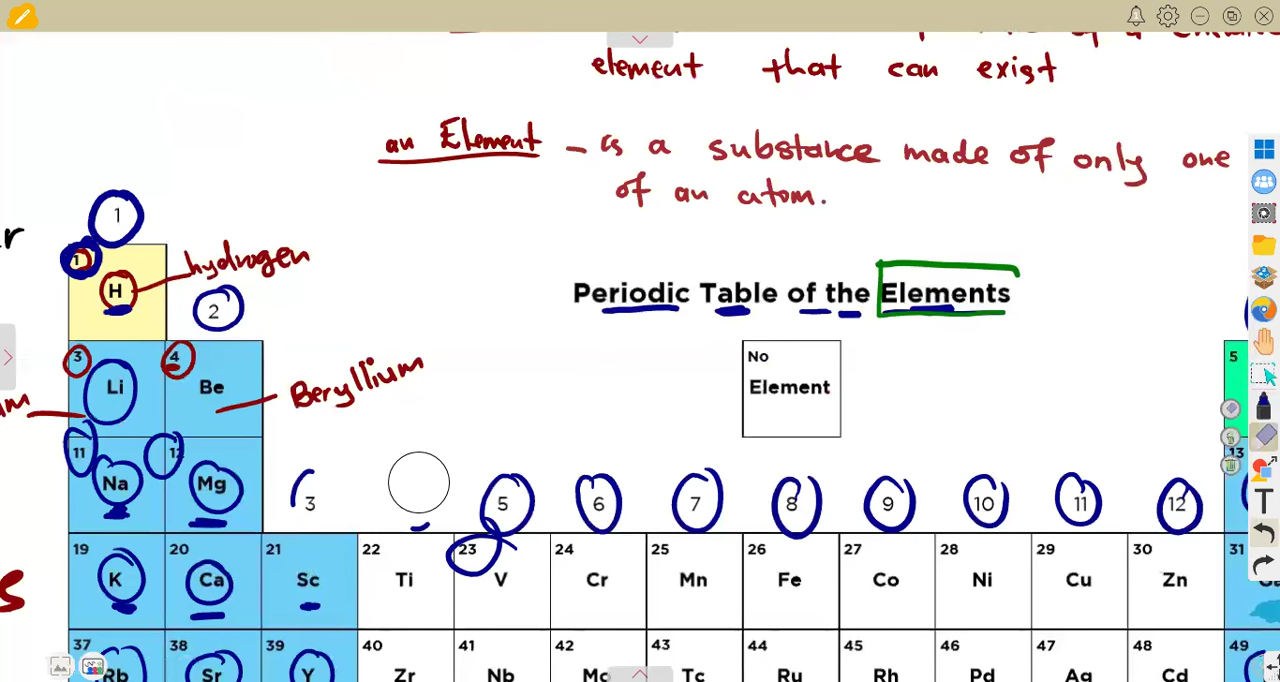 element that can exist
an Element – is a substance made of only one
of an atom.
1
1
H
hydrogen
2
Periodic Table of the Elements
3
Li
4
Be
Beryllium
No
Element
5
11
Na
12
Mg
3
5
6
7
8
9
10
11
12
13
19
K
20
Ca
21
Sc
22
Ti
23
V
24
Cr
25
Mn
26
Fe
27
Co
28
Ni
29
Cu
30
Zn
31
37
Rb
38
Sr
39
Y
40
Zr
41
Nb
42
Mo
43
Tc
44
Ru
45
Rh
46
Pd
47
Ag
48
Cd
49